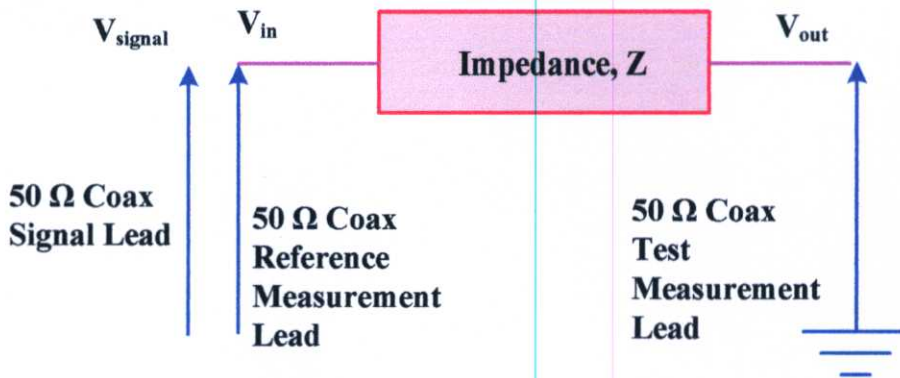 V_signal
V_in
Impedance, Z
V_out
50 Ω Coax
Signal Lead
50 Ω Coax
Reference
Measurement
Lead
50 Ω Coax
Test
Measurement
Lead